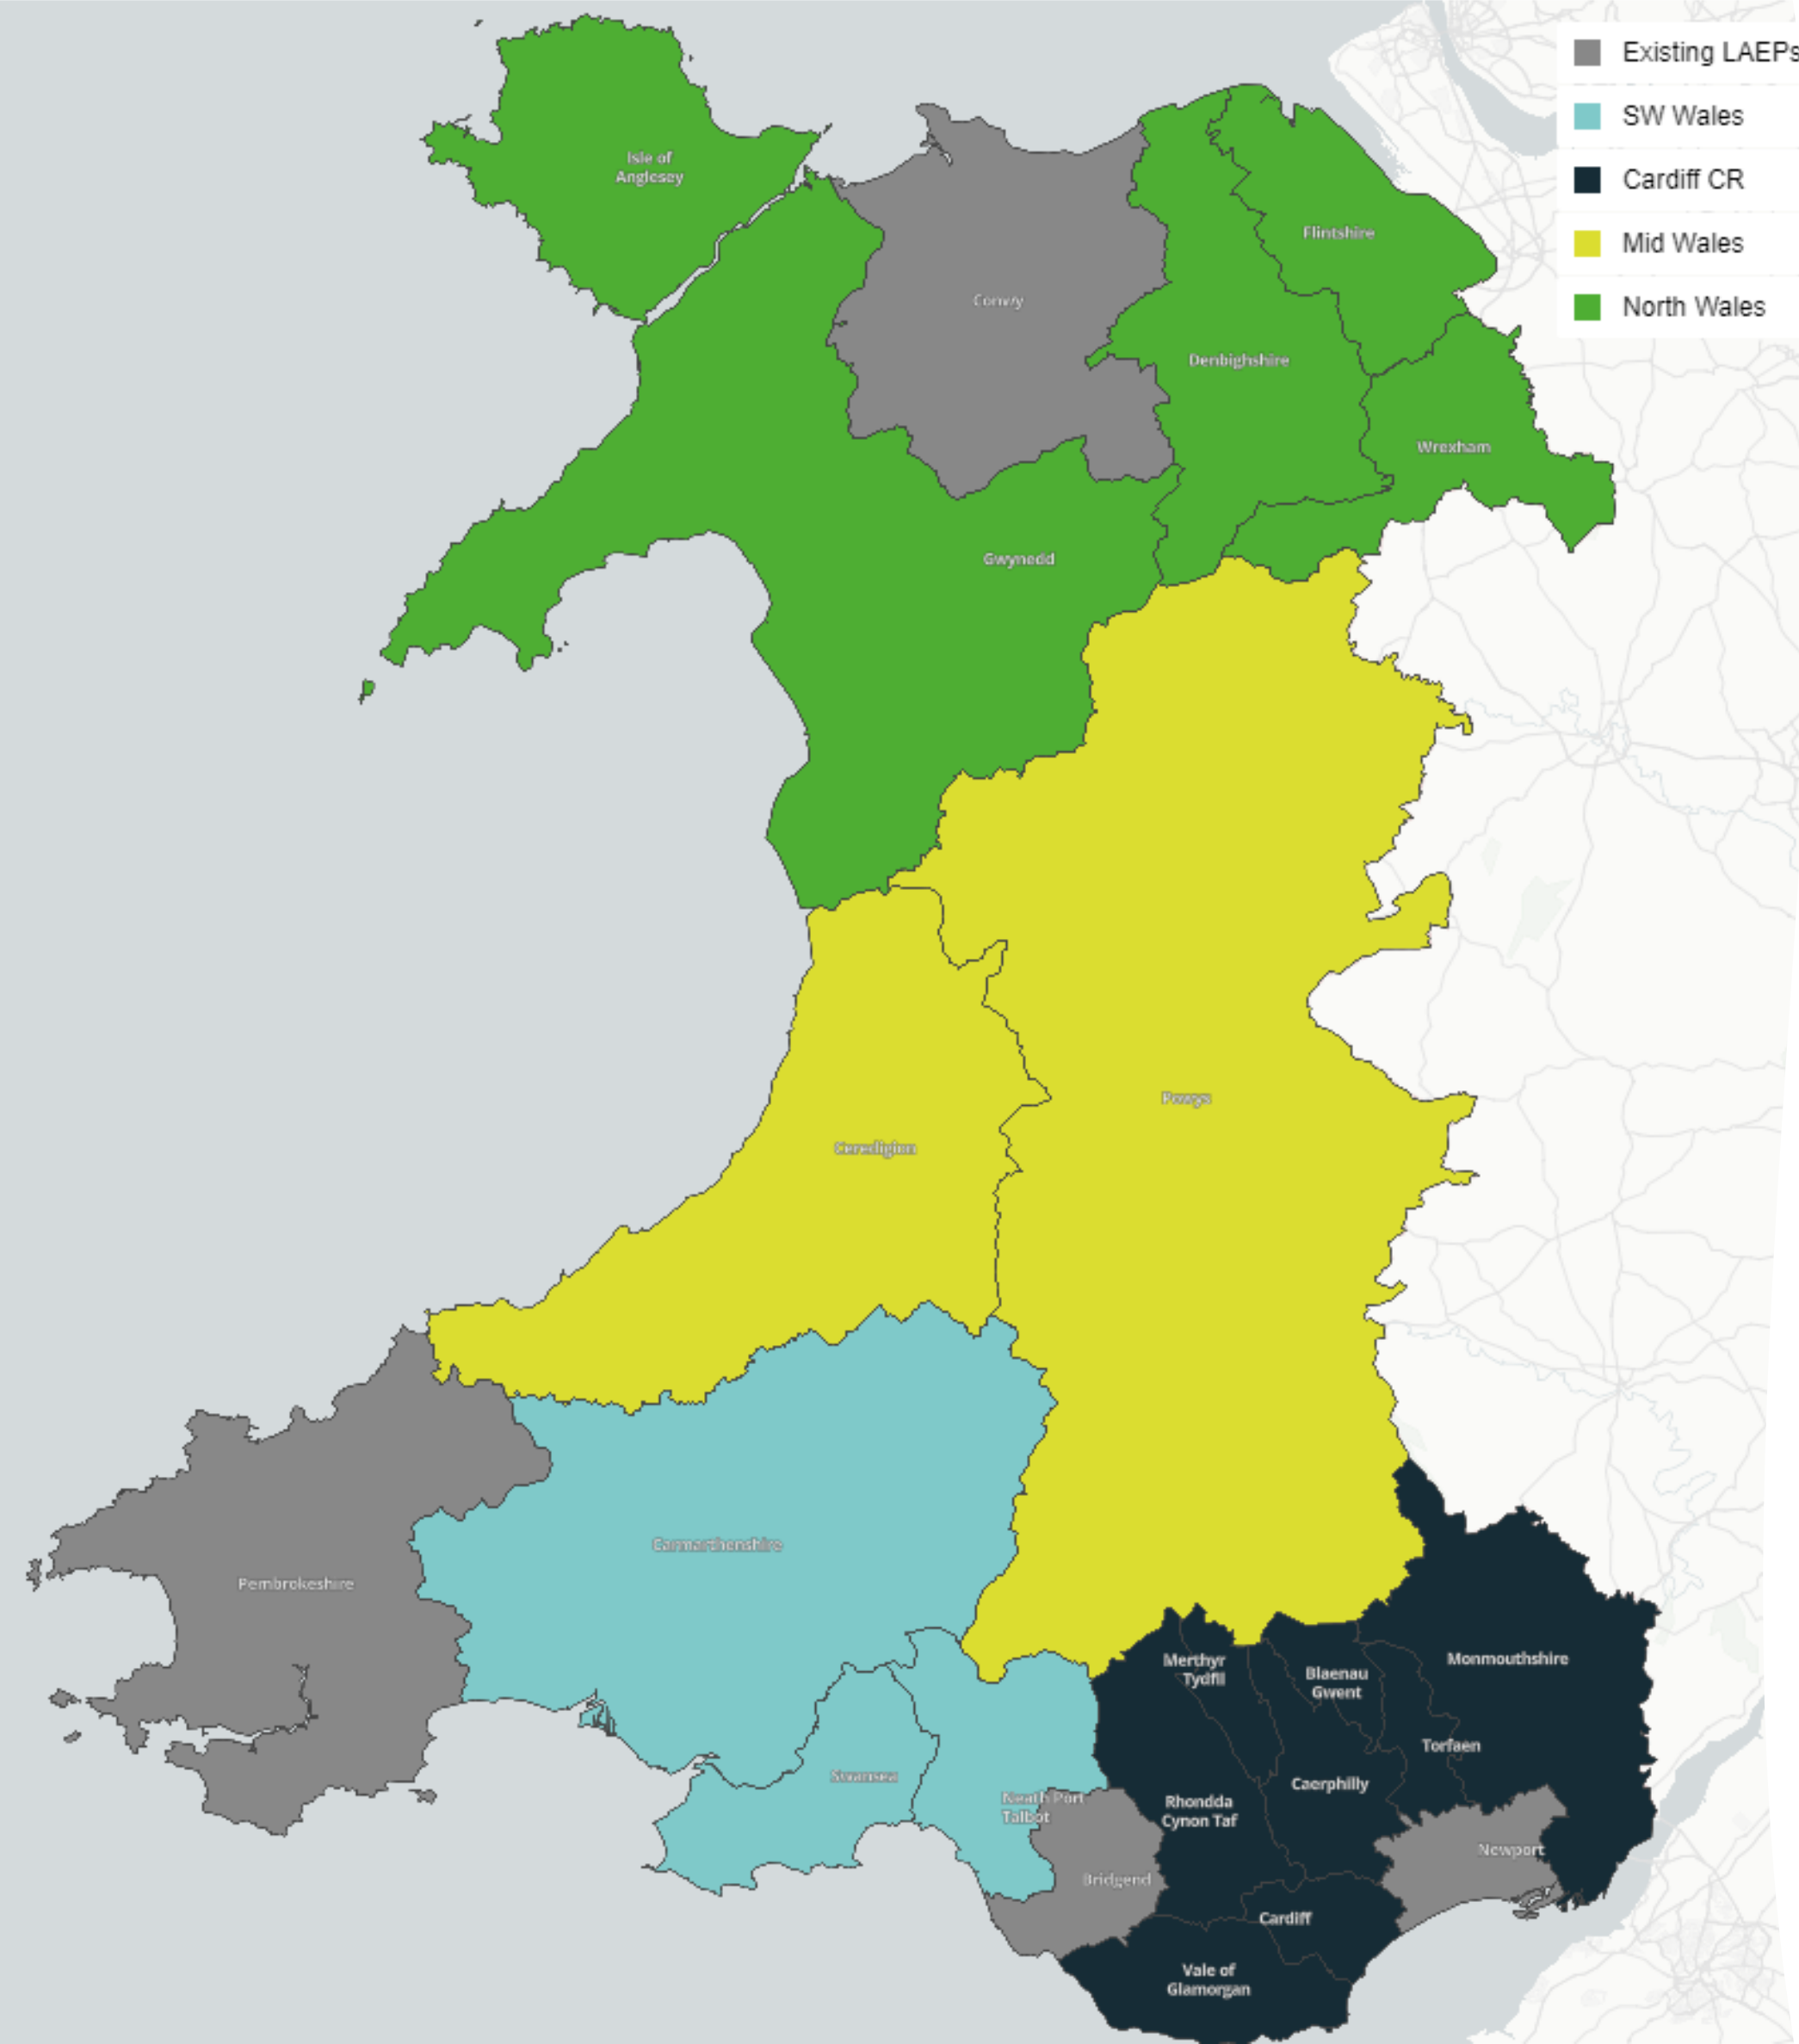 Existing LAEPs
SW Wales
Cardiff CR
Mid Wales
North Wales
Isle of
Anglesey
Flintshire
Conwy
Denbighshire
Wrexham
Gwynedd
Powys
Ceredigion
Carmarthenshire
Pembrokeshire
Merthyr
Tydfil
Blaenau
Gwent
Monmouthshire
Torfaen
Swansea
Caerphilly
Neath Port
Talbot
Rhondda
Cynon Taf
Newport
Bridgend
Cardiff
Vale of
Glamorgan